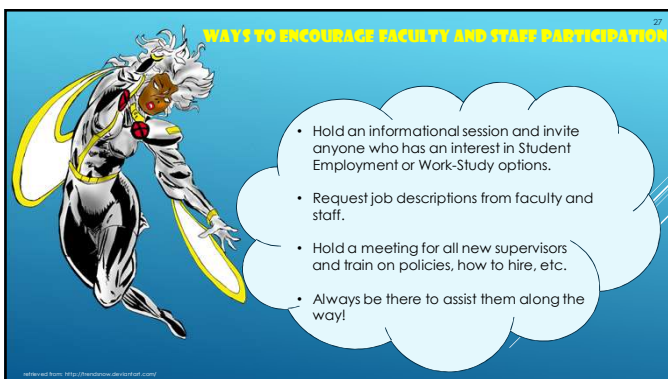 27
WAYS TO ENCOURAGE FACULTY AND STAFF PARTICIPATION
• Hold an informational session and invite
anyone who has an interest in Student
Employment or Work-Study options.
• Request job descriptions from faculty and
staff.
• Hold a meeting for all new supervisors
and train on policies, how to hire, etc.
• Always be there to assist them along the
way!
retrieved from: http://trendsnow.deviantart.com/